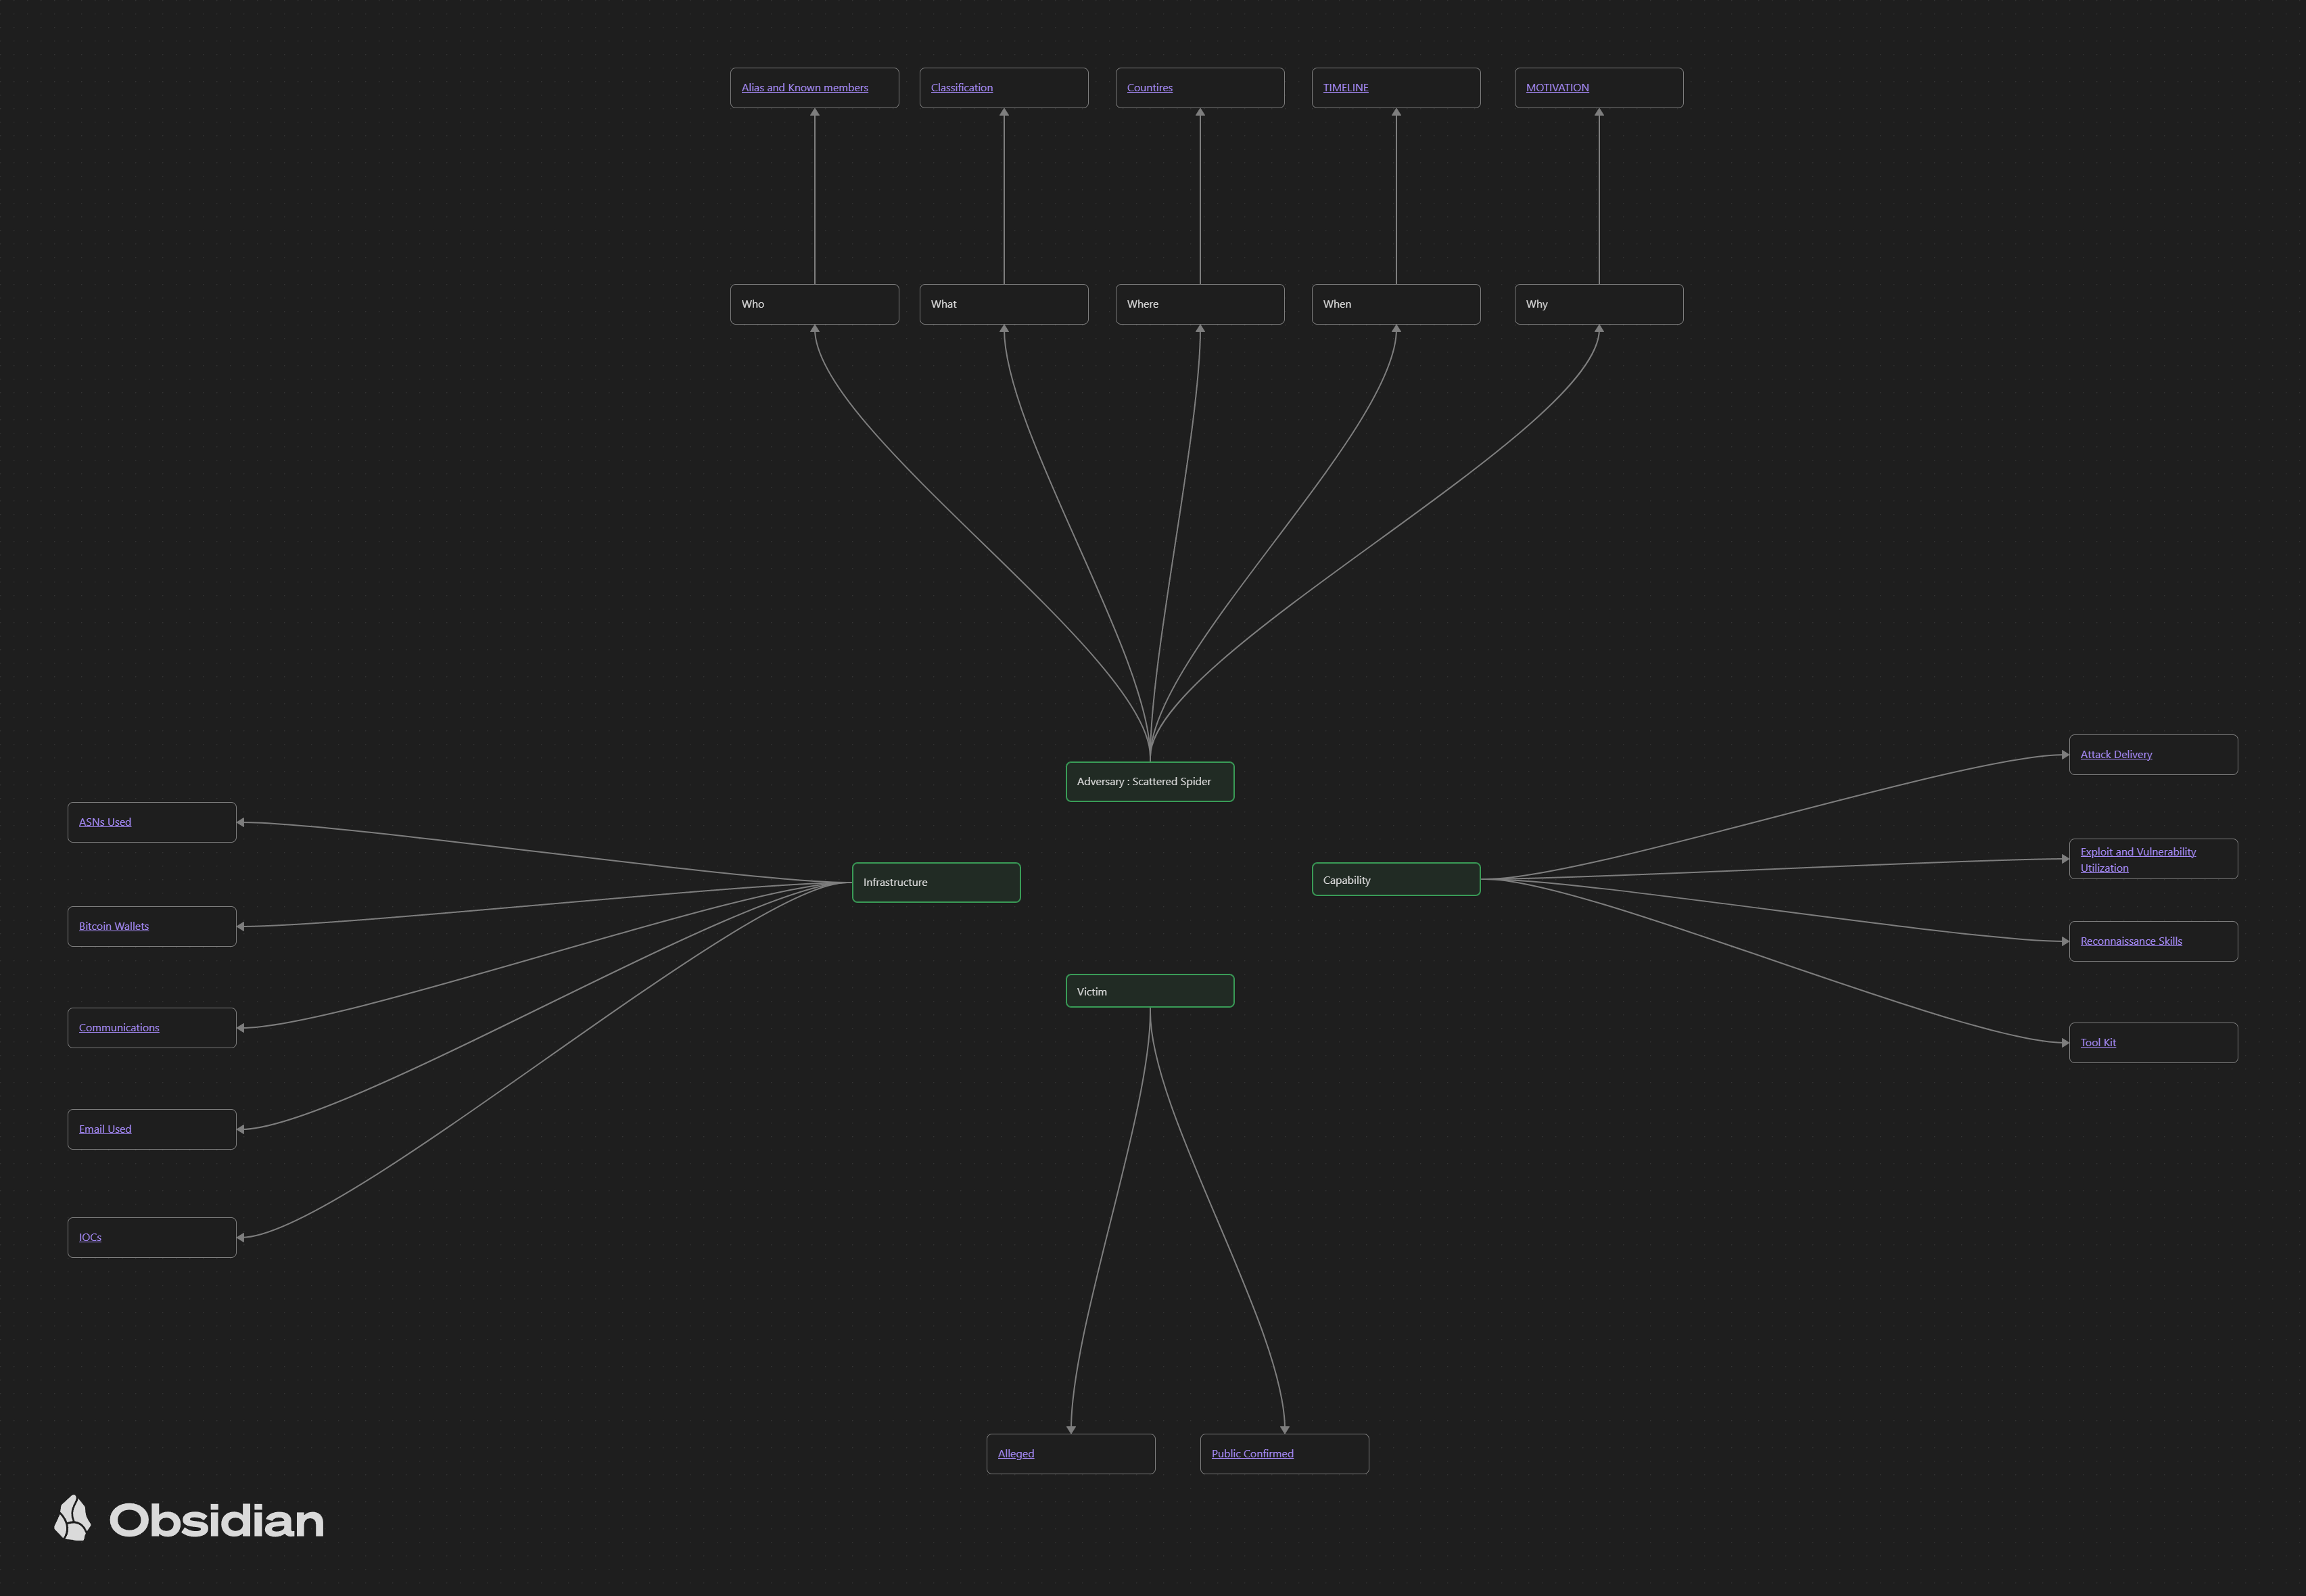 Alias and Known members
Classification
Countires
TIMELINE
MOTIVATION
Who
What
Where
When
Why
Adversary : Scattered Spider
Attack Delivery
ASNs Used
Exploit and Vulnerability
Utilization
Infrastructure
Capability
Bitcoin Wallets
Reconnaissance Skills
Victim
Communications
Tool Kit
Email Used
IOCs
Alleged
Public Confirmed
Obsidian